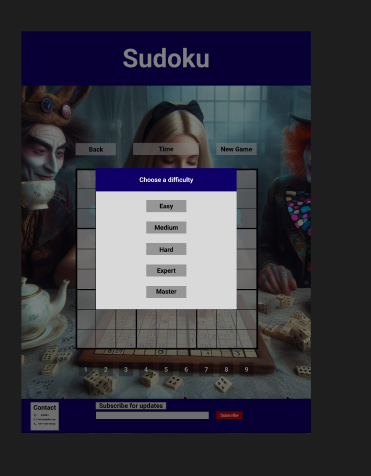 Sudoku
Back Time New Game
Choose a difficulty
Easy
Medium
Hard
Expert
Master
1 2 3 4 5 6 7 8 9
Contact
Subscribe for updates
Subscribe